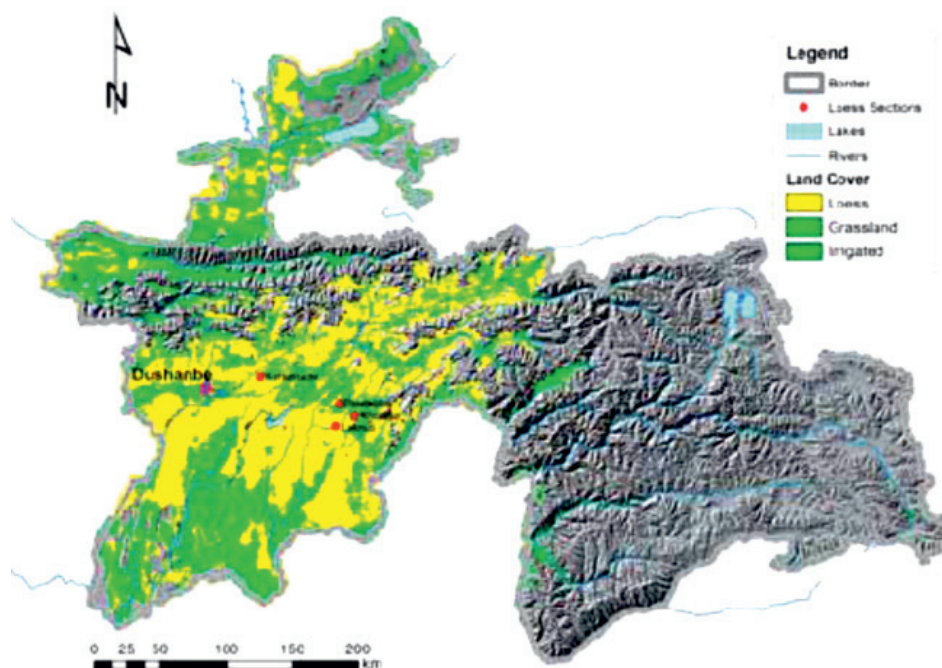 N
Legend
Border
Loess Sections
Lakes
Rivers
Land Cover
Loess
Grassland
Irrigated
Dushanbe
0 25 50 100 150 200
km